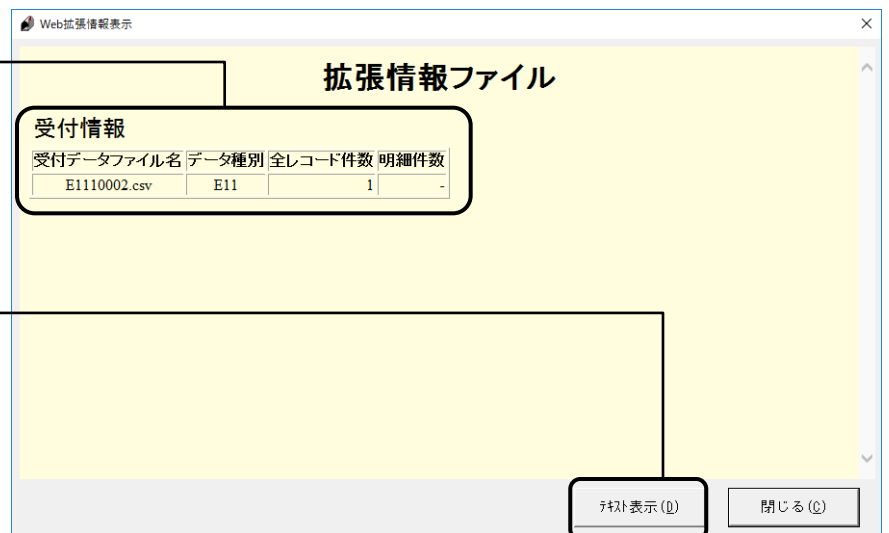 Web拡張情報表示
拡張情報ファイル
受付情報
受付データファイル名 データ種別 全レコード件数 明細件数
E1110002.csv E11 1 -
ﾃｷｽﾄ表示(D) 閉じる(C)